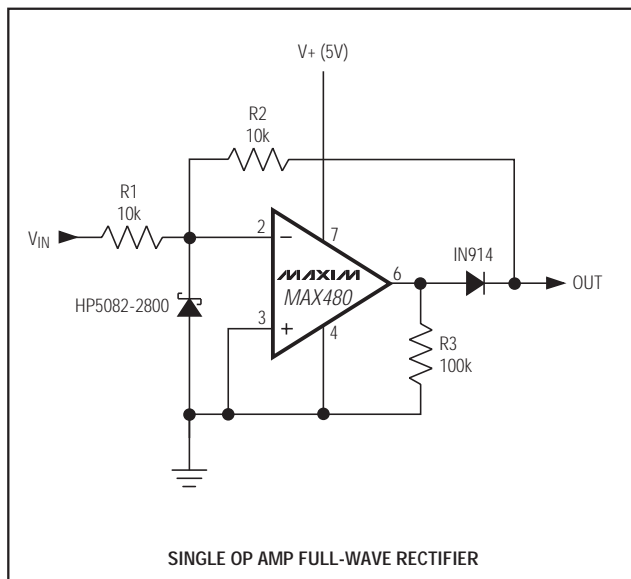 V+ (5V)
R2
10k
R1
10k
VIN
2
−
7
MAXIM
MAX480
6
IN914
OUT
HP5082-2800
3
+
4
R3
100k
SINGLE OP AMP FULL-WAVE RECTIFIER